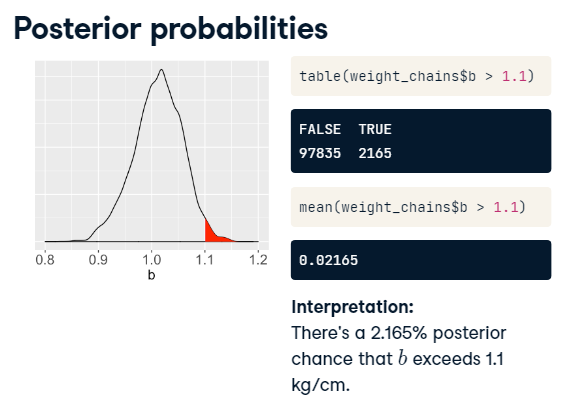 Posterior probabilities
0.8 0.9 1.0 1.1 1.2
b
table(weight_chains$b > 1.1)
FALSE TRUE
97835 2165
mean(weight_chains$b > 1.1)
0.02165
Interpretation:
There's a 2.165% posterior
chance that b exceeds 1.1
kg/cm.